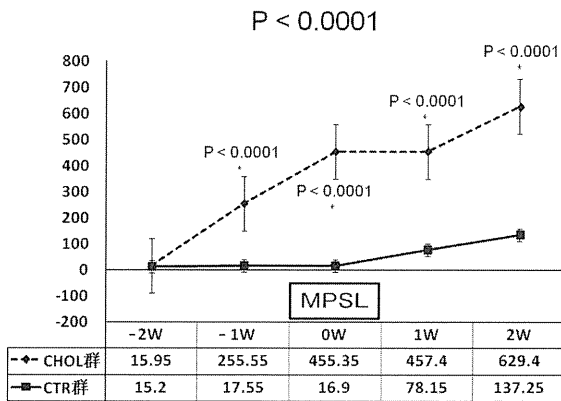 P < 0.0001
800
700
600
500
400
300
200
100
0
-100
-200
P < 0.0001
*
P < 0.0001
*
P < 0.0001
*
P < 0.0001
*
MPSL
-2W -1W 0W 1W 2W
CHOL群 15.95 255.55 455.35 457.4 629.4
CTR群 15.2 17.55 16.9 78.15 137.25